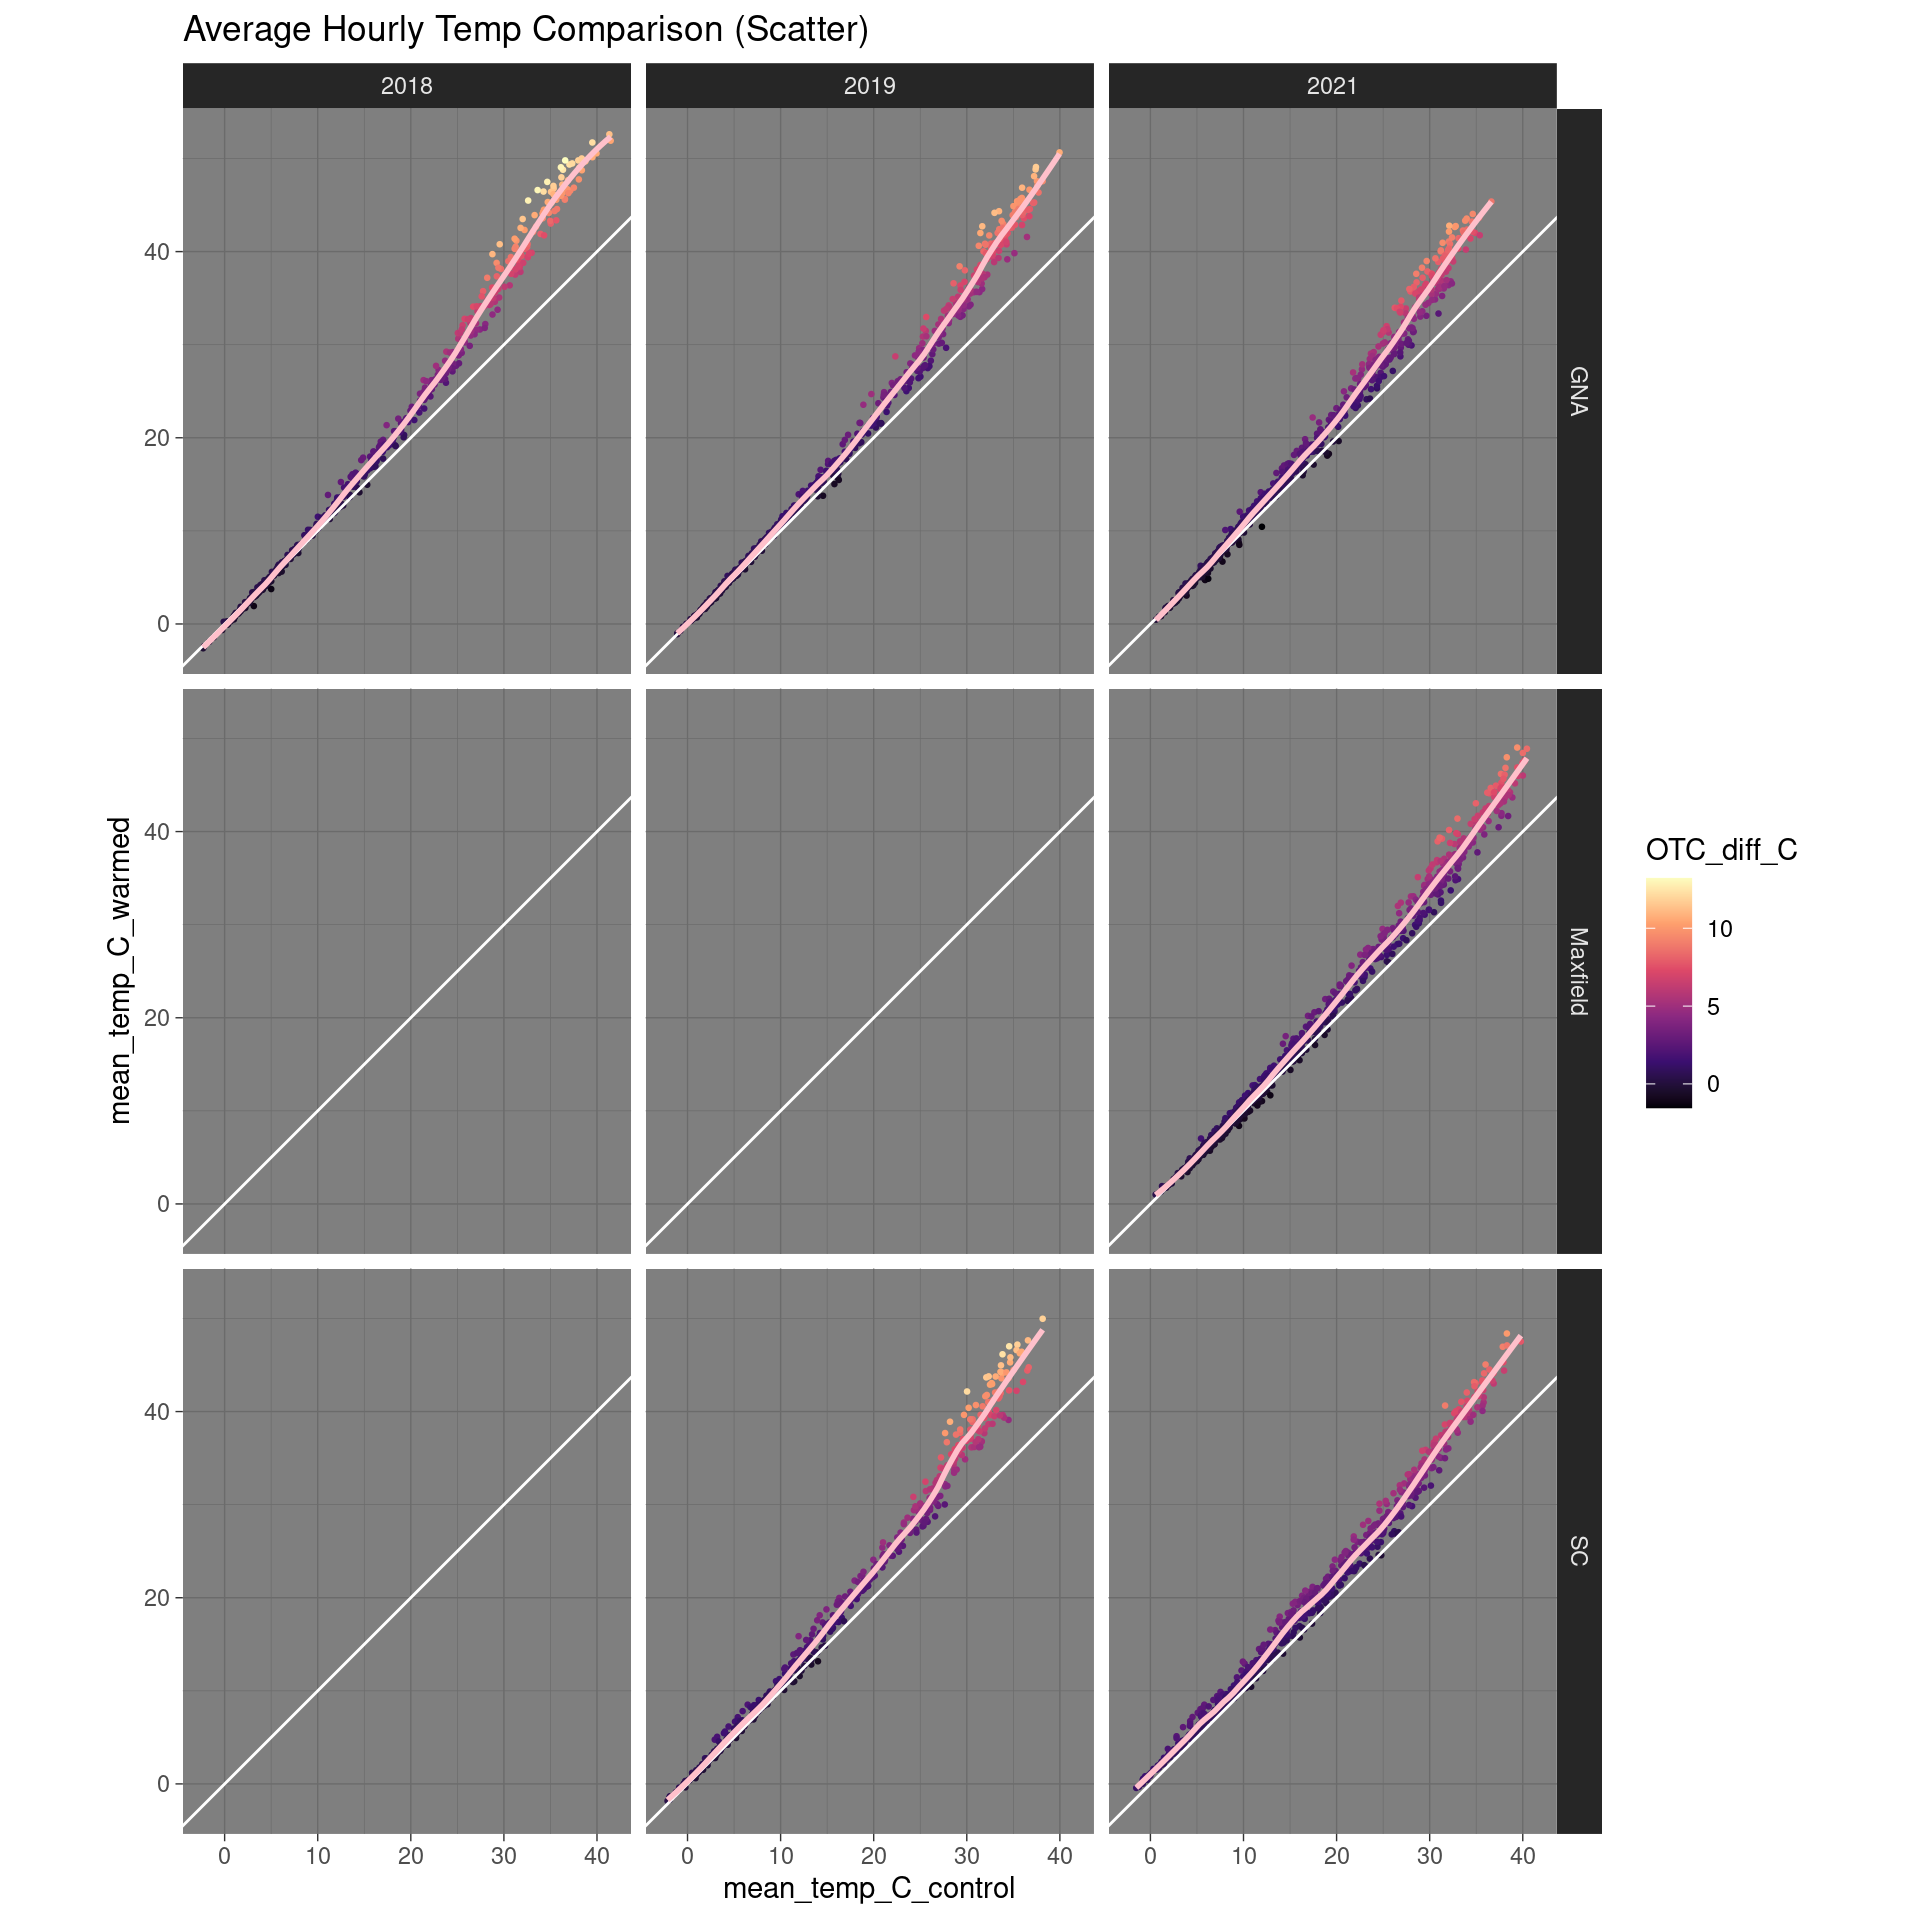 Average Hourly Temp Comparison (Scatter)
2018
2019
2021
40
20
0
GNA
mean_temp_C_warmed
40
20
0
Maxfield
OTC_diff_C
10
5
0
40
20
0
SC
0 10 20 30 40
0 10 20 30 40
0 10 20 30 40
mean_temp_C_control